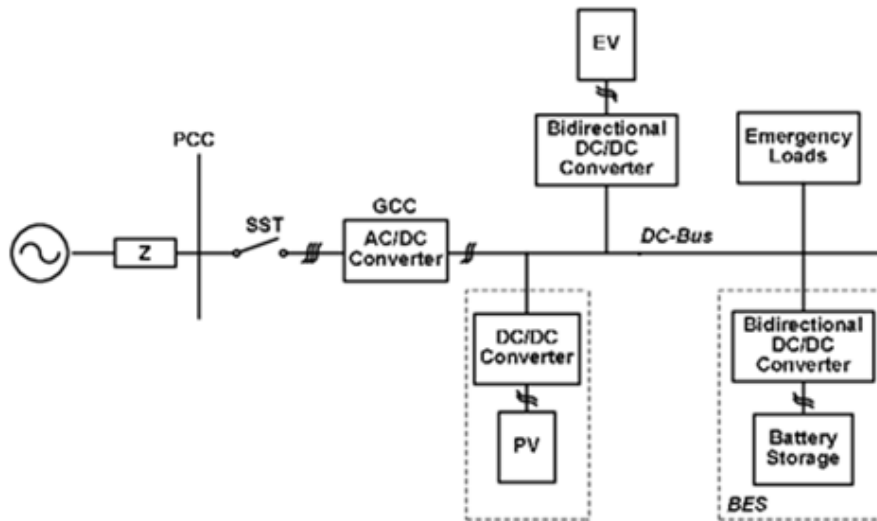 EV
PCC
Bidirectional
DC/DC
Converter
Emergency
Loads
SST
GCC
Z
AC/DC
Converter
DC-Bus
DC/DC
Converter
PV
Bidirectional
DC/DC
Converter
Battery
Storage
BES